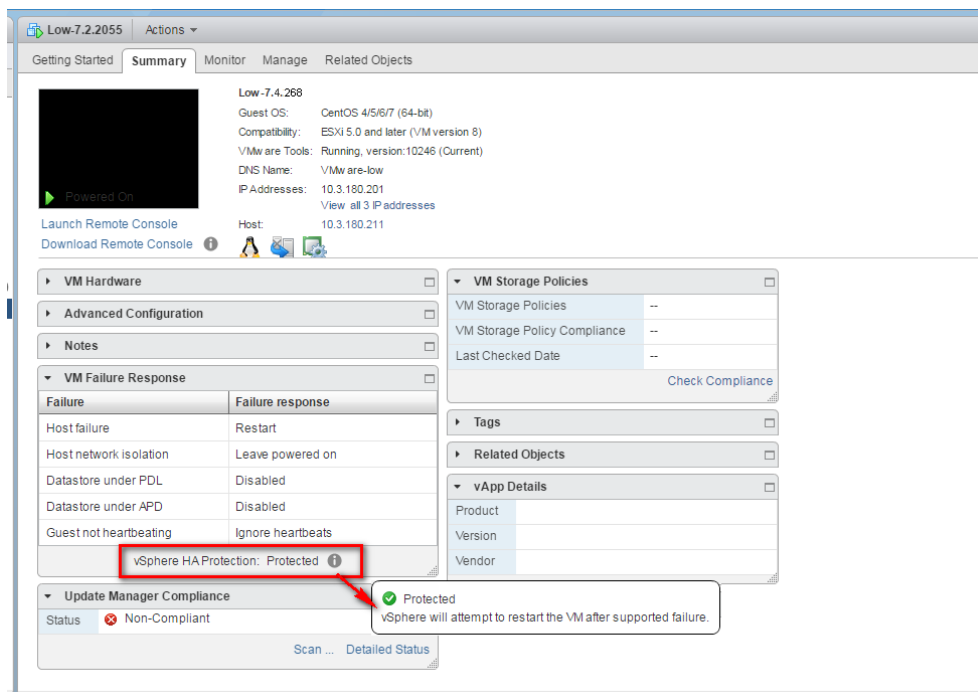 Low-7.2.2055 Actions
Getting Started Summary Monitor Manage Related Objects
Low-7.4.268
Guest OS: CentOS 4/5/6/7 (64-bit)
Compatibility: ESXi 5.0 and later (VM version 8)
VMware Tools: Running, version:10246 (Current)
DNS Name: VMware-low
IP Addresses: 10.3.180.201
View all 3 IP addresses
Host: 10.3.180.211
Powered On
Launch Remote Console
Download Remote Console
VM Hardware
Advanced Configuration
Notes
VM Failure Response
Failure Failure response
Host failure Restart
Host network isolation Leave powered on
Datastore under PDL Disabled
Datastore under APD Disabled
Guest not heartbeating Ignore heartbeats
vSphere HA Protection: Protected
Update Manager Compliance
Status Non-Compliant
Scan ... Detailed Status
VM Storage Policies
VM Storage Policies --
VM Storage Policy Compliance --
Last Checked Date --
Check Compliance
Tags
Related Objects
vApp Details
Product
Version
Vendor
Protected
vSphere will attempt to restart the VM after supported failure.